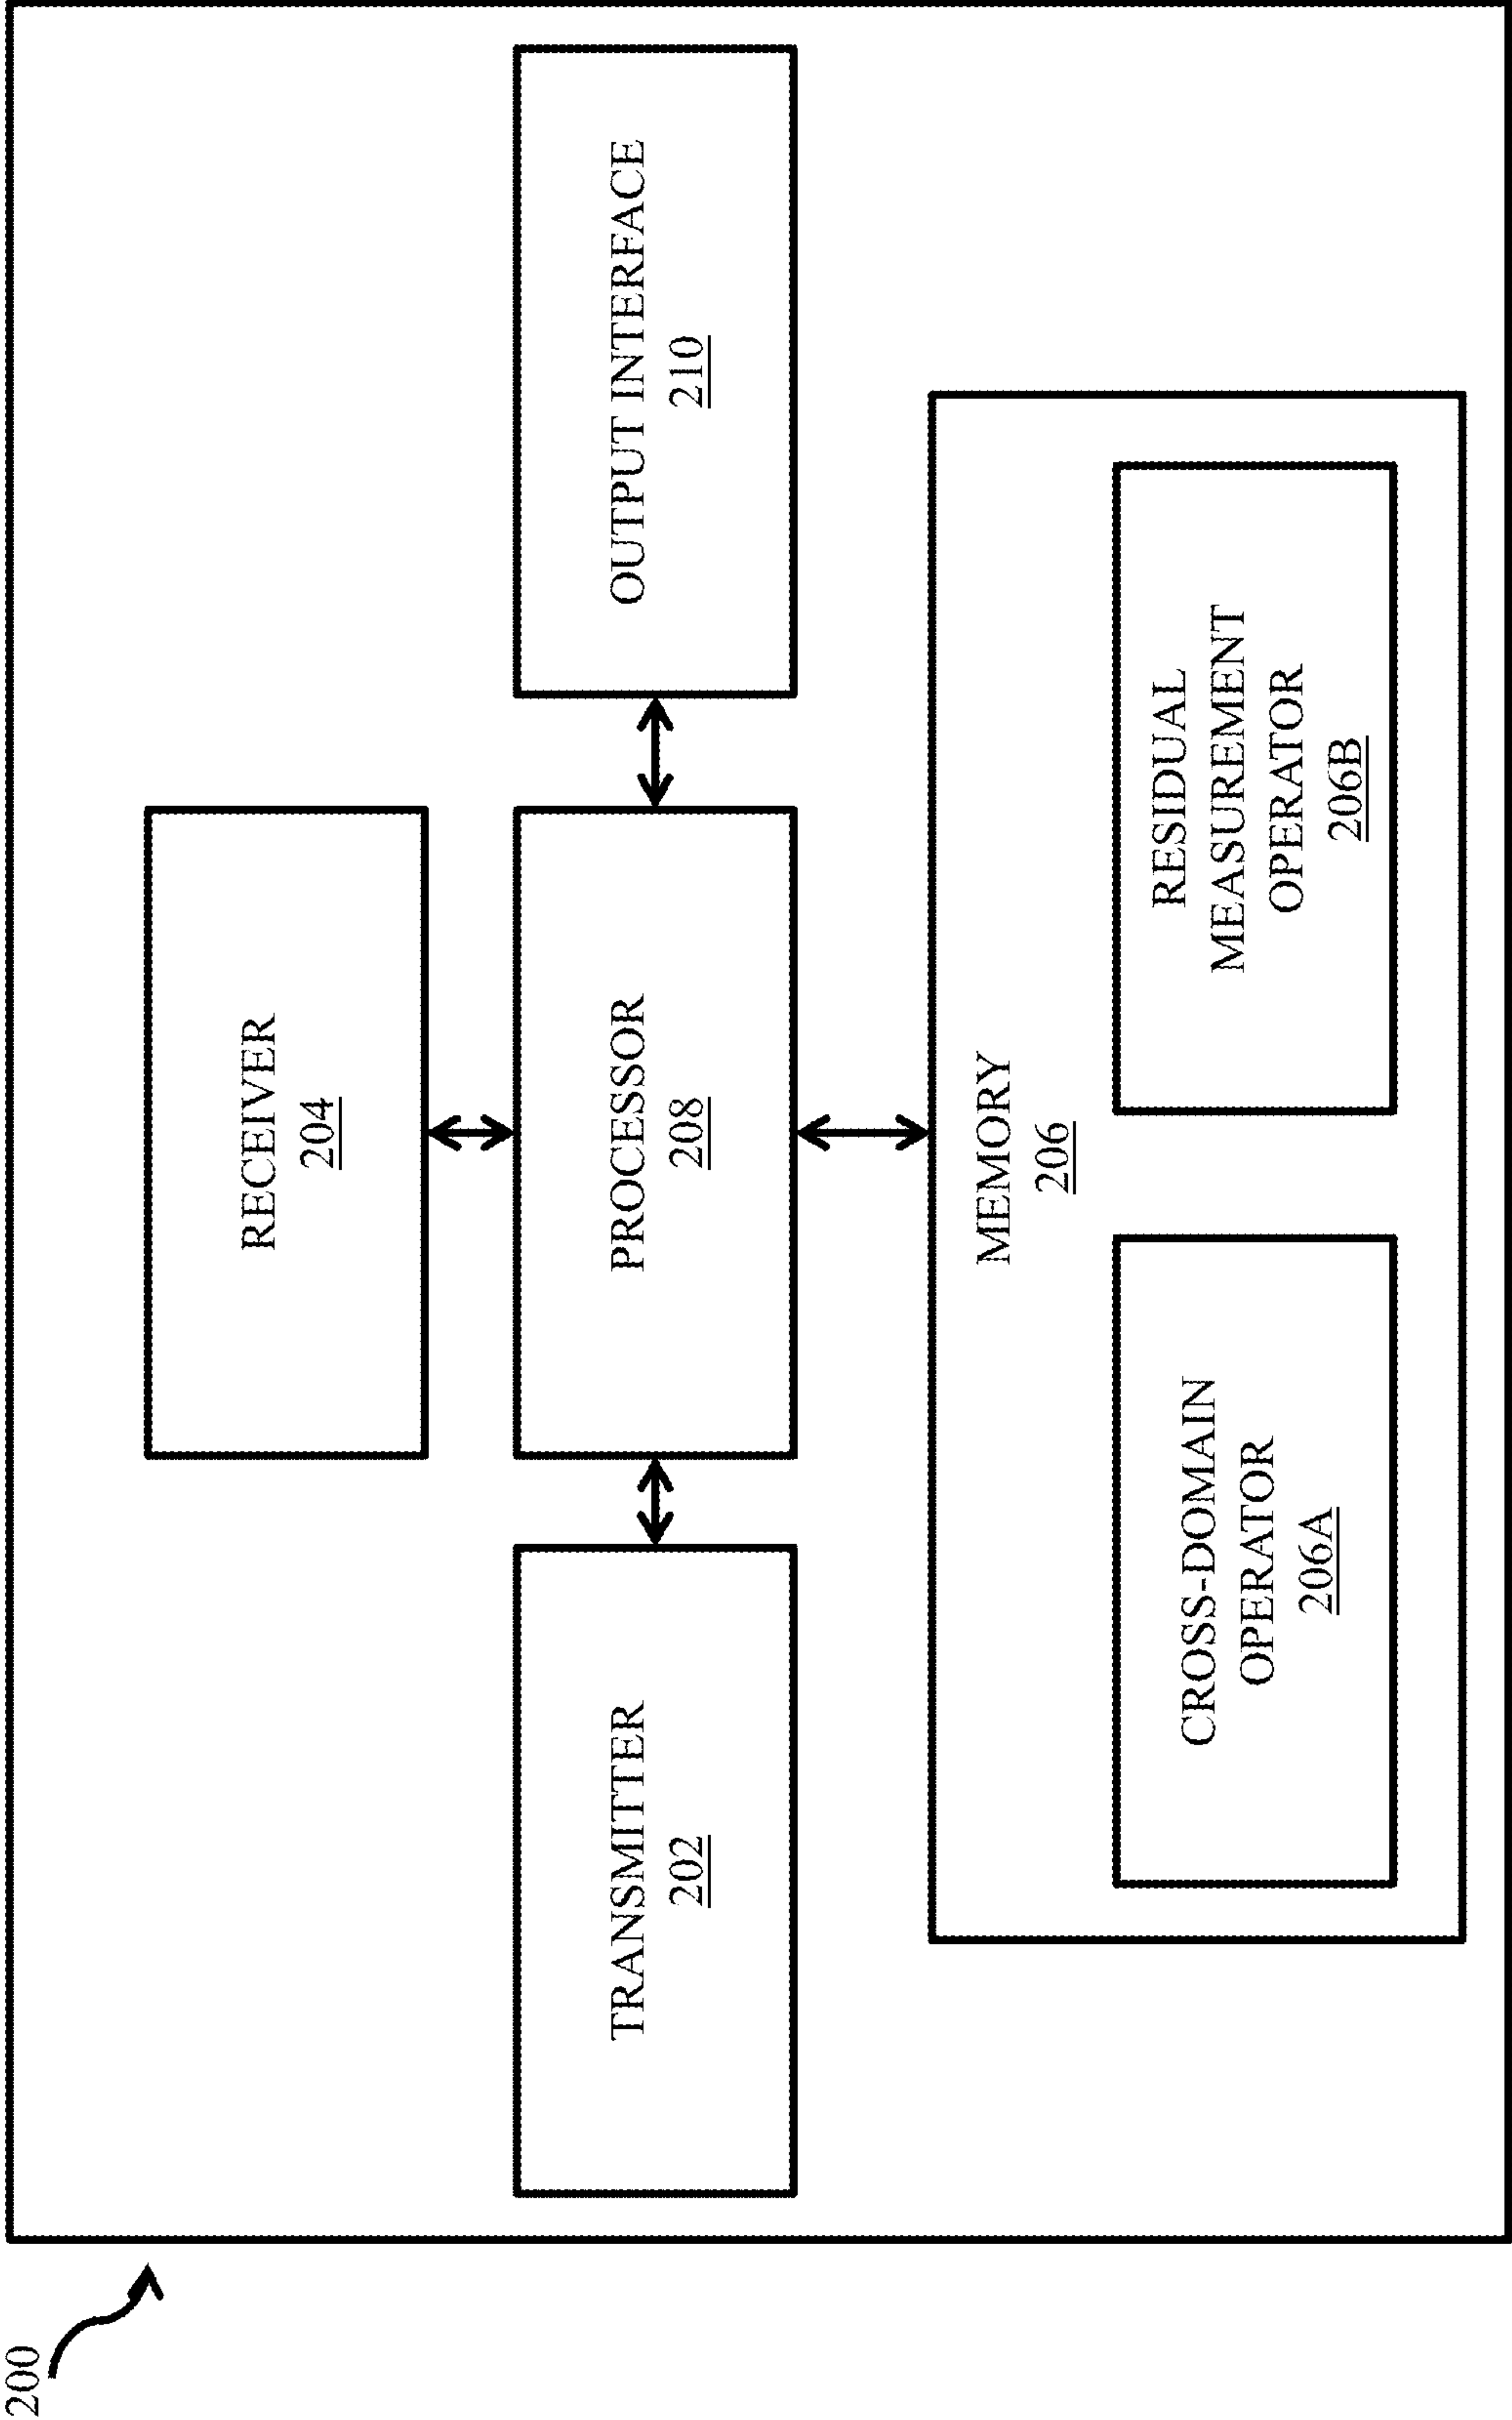 200
RECEIVER
204
TRANSMITTER
202
PROCESSOR
208
OUTPUT INTERFACE
210
MEMORY
206
CROSS-DOMAIN
OPERATOR
206A
RESIDUAL
MEASUREMENT
OPERATOR
206B